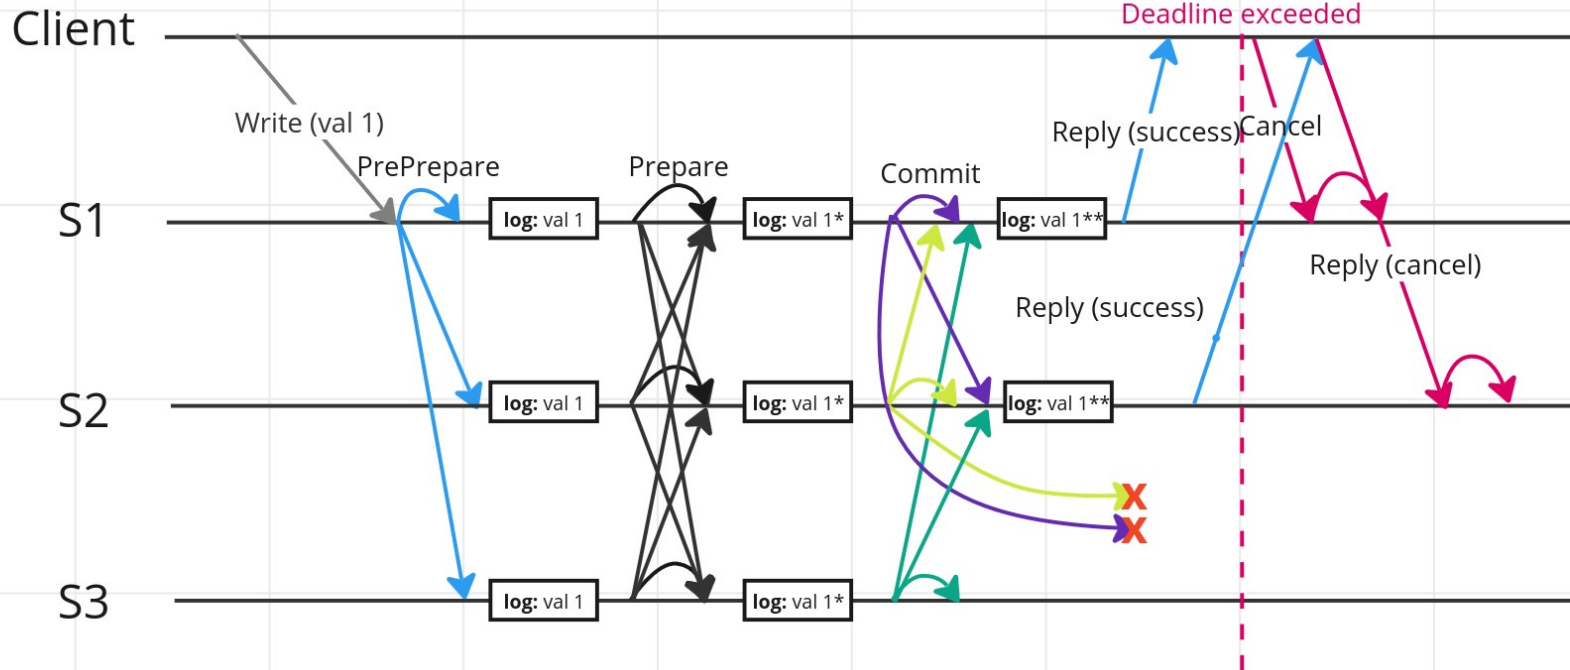 Deadline exceeded
Client
Write (val 1)
Reply (success)
Cancel
PrePrepare
Prepare
Commit
S1
log: val 1
log: val 1*
log: val 1**
Reply (cancel)
Reply (success)
S2
log: val 1
log: val 1*
log: val 1**
X
X
S3
log: val 1
log: val 1*